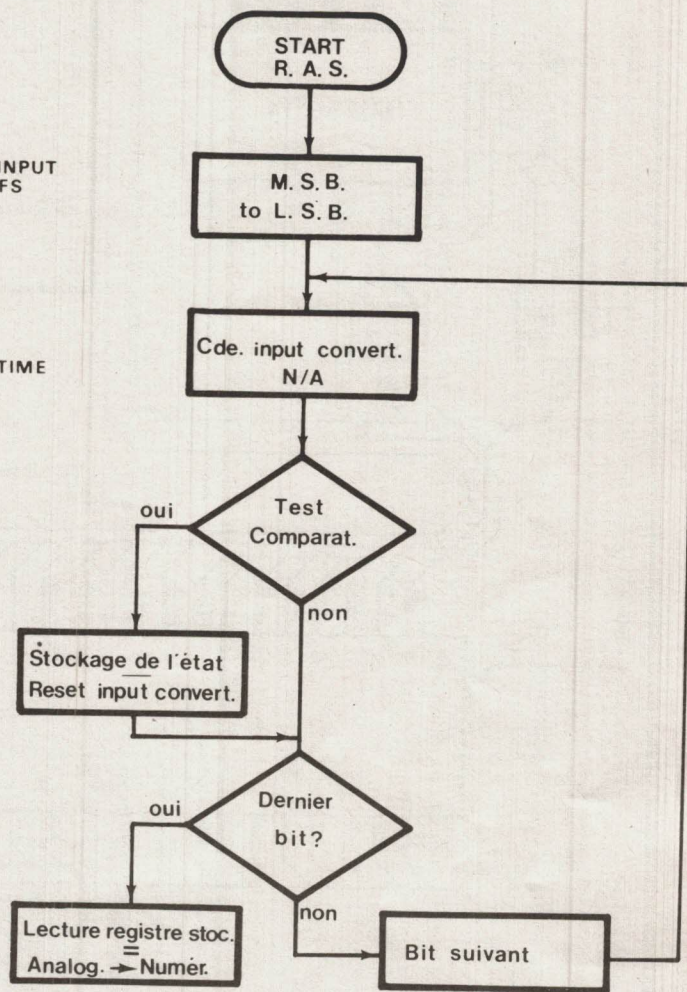 START
R. A. S.
INPUT
FS
M. S. B.
to L. S. B.
Cde. input convert.
N/A
TIME
Test
Comparat.
oui
non
Stockage de l'état
Reset input convert.
Dernier
bit?
oui
non
Lecture registre stoc.
=
Analog. → Numér.
Bit suivant